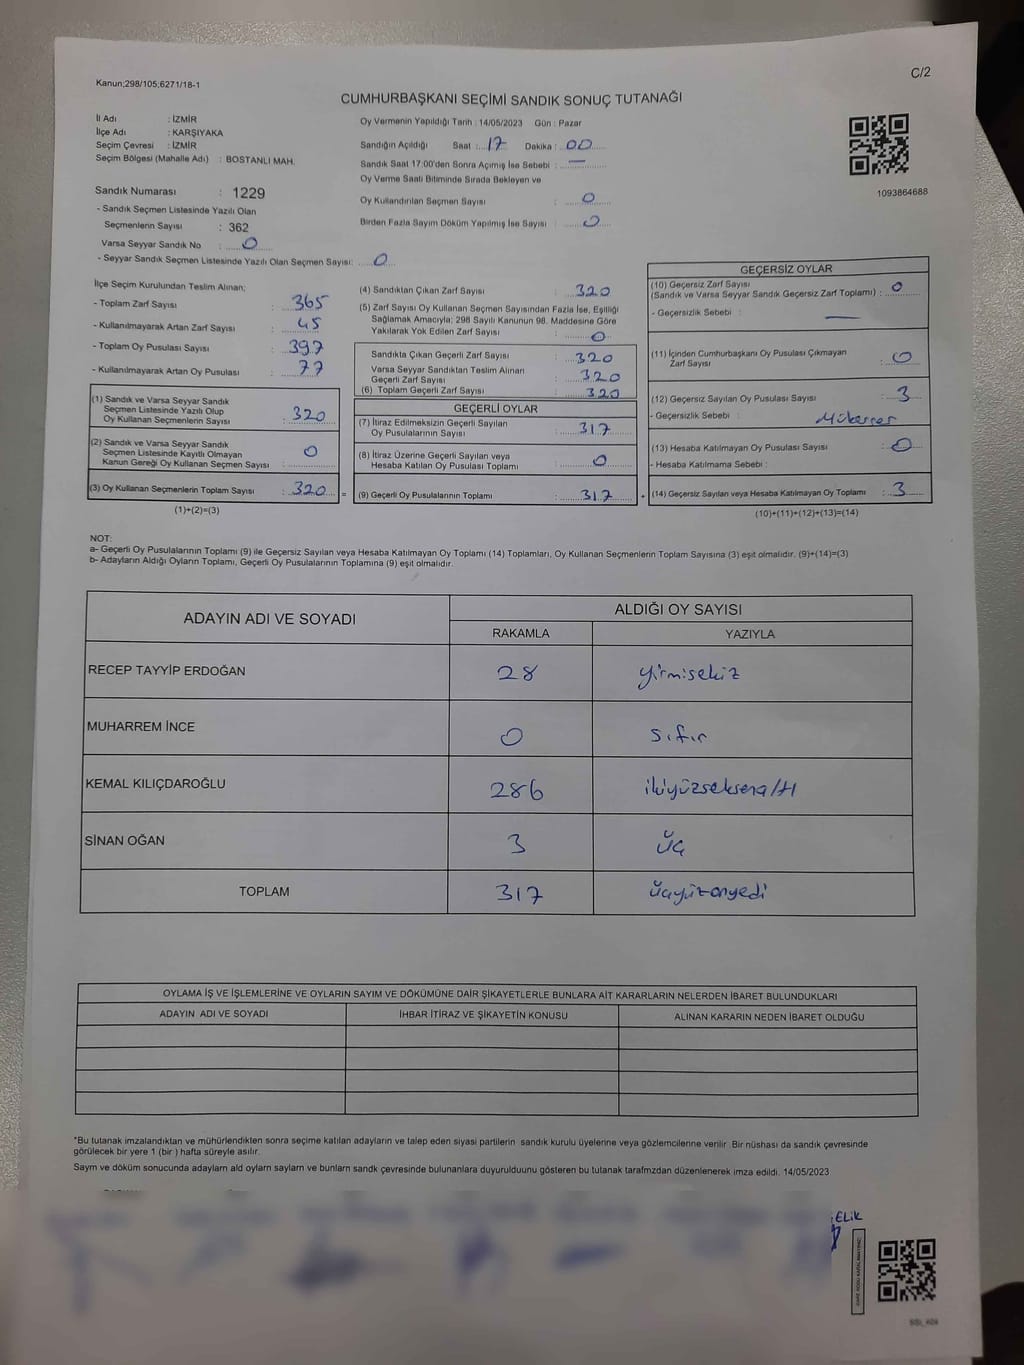 C/2
Kanun;298/105;6271/18-1
CUMHURBAŞKANI SEÇİMİ SANDIK SONUÇ TUTANAĞI
İl Adı : İZMİR
İlçe Adı : KARŞIYAKA
Seçim Çevresi : İZMİR
Seçim Bölgesi (Mahalle Adı) : BOSTANLI MAH.
Sandık Numarası : 1229
- Sandık Seçmen Listesinde Yazılı Olan
Seçmenlerin Sayısı : 362
Varsa Seyyar Sandık No : 0
- Seyyar Sandık Seçmen Listesinde Yazılı Olan Seçmen Sayısı: 0
Oy Vermenin Yapıldığı Tarih : 14/05/2023 Gün : Pazar
Sandığın Açıldığı Saat : 17 Dakika : 00
Sandık Saat 17:00'den Sonra Açımış İse Sebebi : —
Oy Verme Saati Bitiminde Sırada Bekleyen ve
Oy Kullandırılan Seçmen Sayısı : 0
Birden Fazla Sayım Döküm Yapılmış İse Sayısı : 0
1093864688
İlçe Seçim Kurulundan Teslim Alınan;
- Toplam Zarf Sayısı : 365
- Kullanılmayarak Artan Zarf Sayısı : 45
- Toplam Oy Pusulası Sayısı : 397
- Kullanılmayarak Artan Oy Pusulası : 77
(1) Sandık ve Varsa Seyyar Sandık
Seçmen Listesinde Yazılı Olup
Oy Kullanan Seçmenlerin Sayısı : 320
(2) Sandık ve Varsa Seyyar Sandık
Seçmen Listesinde Kayıtlı Olmayan
Kanun Gereği Oy Kullanan Seçmen Sayısı : 0
(3) Oy Kullanan Seçmenlerin Toplam Sayısı : 320 =
(1)+(2)=(3)
(4) Sandıktan Çıkan Zarf Sayısı : 320
(5) Zarf Sayısı Oy Kullanan Seçmen Sayısından Fazla İse, Eşitliği
Sağlamak Amacıyla; 298 Sayılı Kanunun 98. Maddesine Göre
Yakılarak Yok Edilen Zarf Sayısı : 0
Sandıkta Çıkan Geçerli Zarf Sayısı : 320
Varsa Seyyar Sandıktan Teslim Alınan
Geçerli Zarf Sayısı : 320
(6) Toplam Geçerli Zarf Sayısı : 320
GEÇERLİ OYLAR
(7) İtiraz Edilmeksizin Geçerli Sayılan
Oy Pusulalarının Sayısı : 317
(8) İtiraz Üzerine Geçerli Sayılan veya
Hesaba Katılan Oy Pusulası Toplamı : 0
(9) Geçerli Oy Pusulalarının Toplamı : 317 +
GEÇERSİZ OYLAR
(10) Geçersiz Zarf Sayısı
(Sandık ve Varsa Seyyar Sandık Geçersiz Zarf Toplamı) : 0
- Geçersizlik Sebebi : —
(11) İçinden Cumhurbaşkanı Oy Pusulası Çıkmayan
Zarf Sayısı : 0
(12) Geçersiz Sayılan Oy Pusulası Sayısı : 3
- Geçersizlik Sebebi : Mükerrer
(13) Hesaba Katılmayan Oy Pusulası Sayısı : 0
- Hesaba Katılmama Sebebi :
(14) Geçersiz Sayılan veya Hesaba Katılmayan Oy Toplamı : 3
(10)+(11)+(12)+(13)=(14)
NOT:
a- Geçerli Oy Pusulalarının Toplamı (9) ile Geçersiz Sayılan veya Hesaba Katılmayan Oy Toplamı (14) Toplamları, Oy Kullanan Seçmenlerin Toplam Sayısına (3) eşit olmalıdır. (9)+(14)=(3)
b- Adayların Aldığı Oyların Toplamı, Geçerli Oy Pusulalarının Toplamına (9) eşit olmalıdır.
ADAYIN ADI VE SOYADI ALDIĞI OY SAYISI
RAKAMLA YAZIYLA
RECEP TAYYİP ERDOĞAN 28 yirmisekiz
MUHARREM İNCE 0 sıfır
KEMAL KILIÇDAROĞLU 286 ikiyüzseksenaltı
SİNAN OĞAN 3 üç
TOPLAM 317 üçyüzonyedi
OYLAMA İŞ VE İŞLEMLERİNE VE OYLARIN SAYIM VE DÖKÜMÜNE DAİR ŞİKAYETLERLE BUNLARA AİT KARARLARIN NELERDEN İBARET BULUNDUKLARI
ADAYIN ADI VE SOYADI İHBAR İTİRAZ VE ŞİKAYETİN KONUSU ALINAN KARARIN NEDEN İBARET OLDUĞU
*Bu tutanak imzalandıktan ve mühürlendikten sonra seçime katılan adayların ve talep eden siyasi partilerin sandık kurulu üyelerine veya gözlemcilerine verilir. Bir nüshası da sandık çevresinde
görülecek bir yere 1 (bir ) hafta süreyle asılır.
Sayım ve döküm sonucunda adayların ald oyların sayların ve bunların sandk çevresinde bulunanlara duyurulduunu gösteren bu tutanak tarafmzdan düzenlenerek imza edildi. 14/05/2023
ELİK